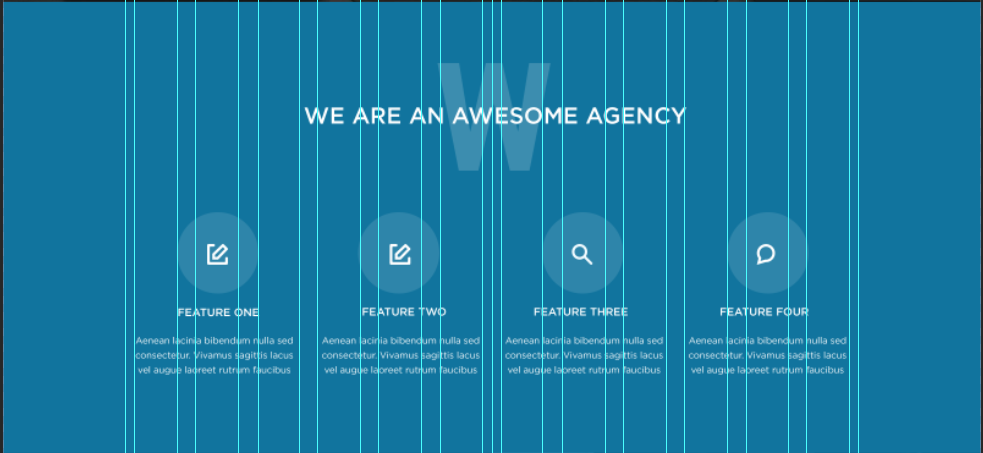 W
WE ARE AN AWESOME AGENCY
FEATURE ONE
Aenean lacinia bibendum nulla sed
consectetur. Vivamus sagittis lacus
vel augue laoreet rutrum faucibus
FEATURE TWO
Aenean lacinia bibendum nulla sed
consectetur. Vivamus sagittis lacus
vel augue laoreet rutrum faucibus
FEATURE THREE
Aenean lacinia bibendum nulla sed
consectetur. Vivamus sagittis lacus
vel augue laoreet rutrum faucibus
FEATURE FOUR
Aenean lacinia bibendum nulla sed
consectetur. Vivamus sagittis lacus
vel augue laoreet rutrum faucibus